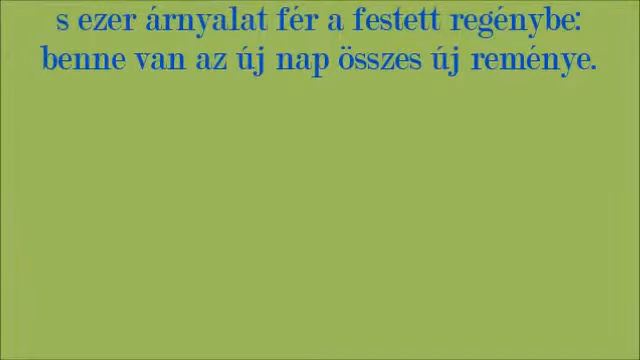 s ezer árnyalat fér a festett regénybe:
benne van az új nap összes új reménye.